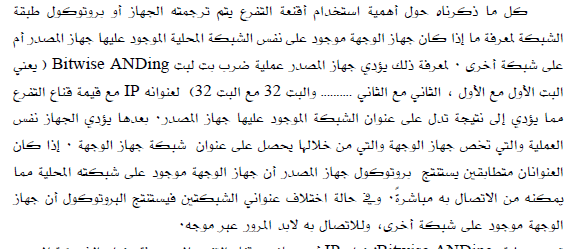 كل ما ذكرناه حول أهمية استخدام أقنعة التفرع يتم ترجمته الجهاز أو بروتوكول طبقة
الشبكة لمعرفة ما إذا كان جهاز الوجهة موجود على نفس الشبكة المحلية الموجود عليها جهاز المصدر أم
على شبكة أخرى . لمعرفة ذلك يؤدي جهاز المصدر عملية ضرب بت لبت Bitwise ANDing ( يعني
البت الأول مع الأول ، الثاني مع الثاني .......... والبت 32 مع البت 32) لعنوانه IP مع قيمة قناع التفرع
مما يؤدي إلى نتيجة تدل على عنوان الشبكة الموجود عليها جهاز المصدر. بعدها يؤدي الجهاز نفس
العملية والتي تخص جهاز الوجهة والتي من خلالها يحصل على عنوان شبكة جهاز الوجهة . إذا كان
العنوانان متطابقين يستنتج بروتوكول جهاز المصدر أن جهاز الوجهة موجود على شبكته المحلية مما
يمكنه من الاتصال به مباشرةً. وفي حالة اختلاف عنواني الشبكتين فيستنتج البروتوكول أن جهاز
الوجهة موجود على شبكة أخرى، وللاتصال به لابد المرور عبر موجه.